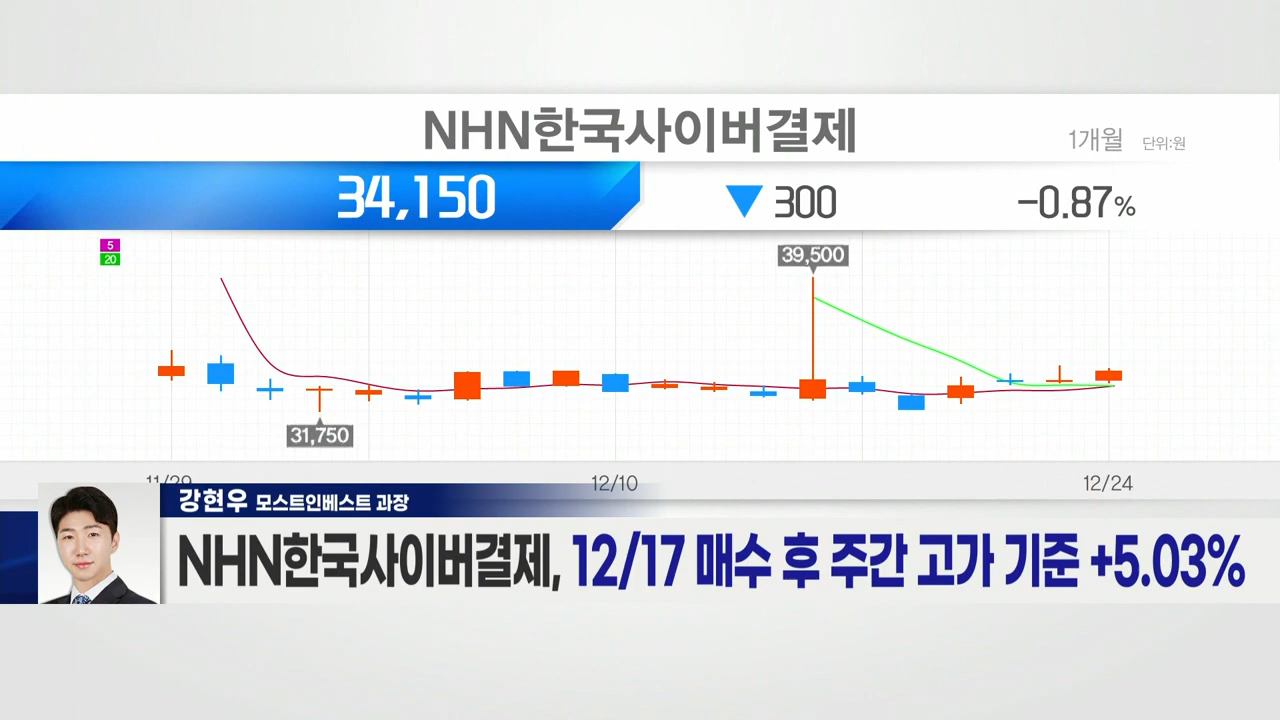 NHN한국사이버결제
1개월 단위:원
34,150 ▼300 -0.87%
5
20
39,500
31,750
11/29 12/10 12/24
강현우 모스트인베스트 과장
NHN한국사이버결제, 12/17 매수 후 주간 고가 기준 +5.03%